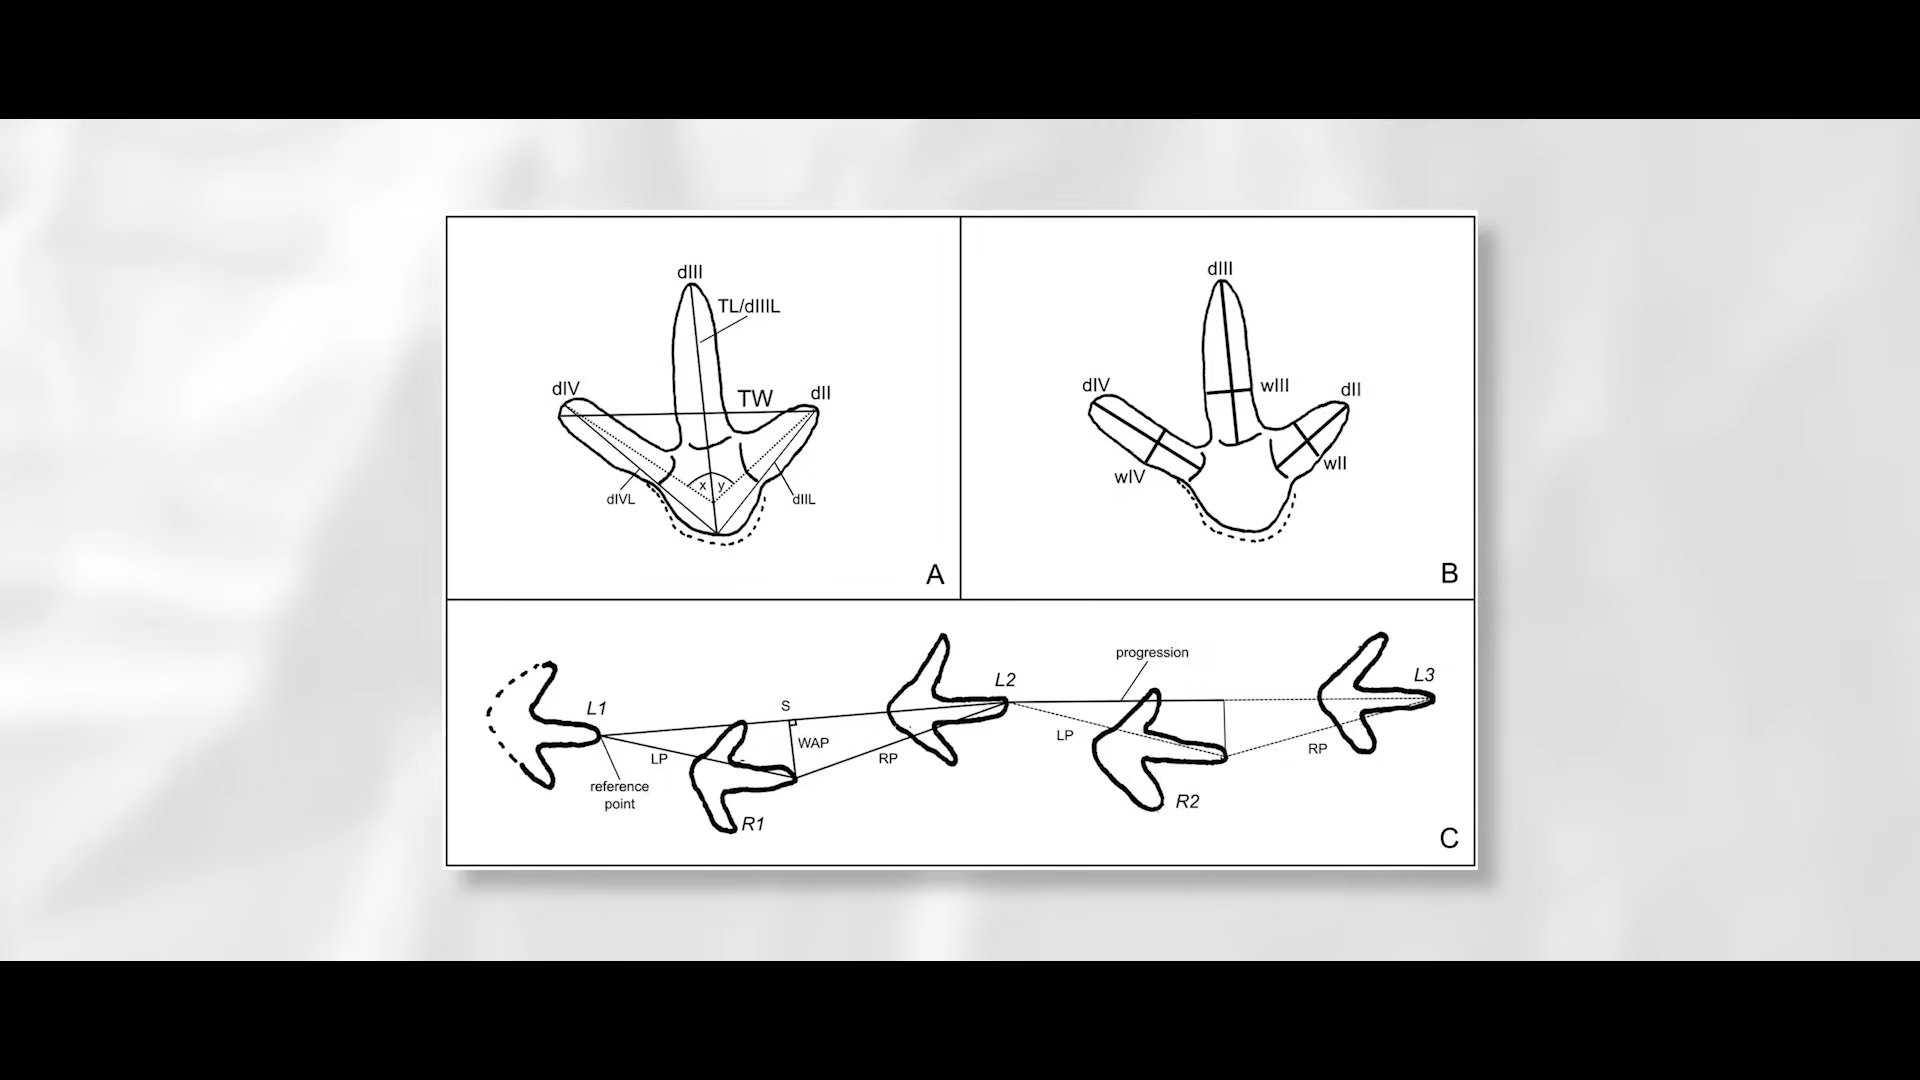 dIII
TL/dIIIL
dIV
TW
dII
x
y
dIVL
dIIL
A
dIII
dIV
wIII
dII
wIV
wII
B
progression
L1
S
L2
L3
WAP
LP
RP
LP
RP
reference
point
R1
R2
C